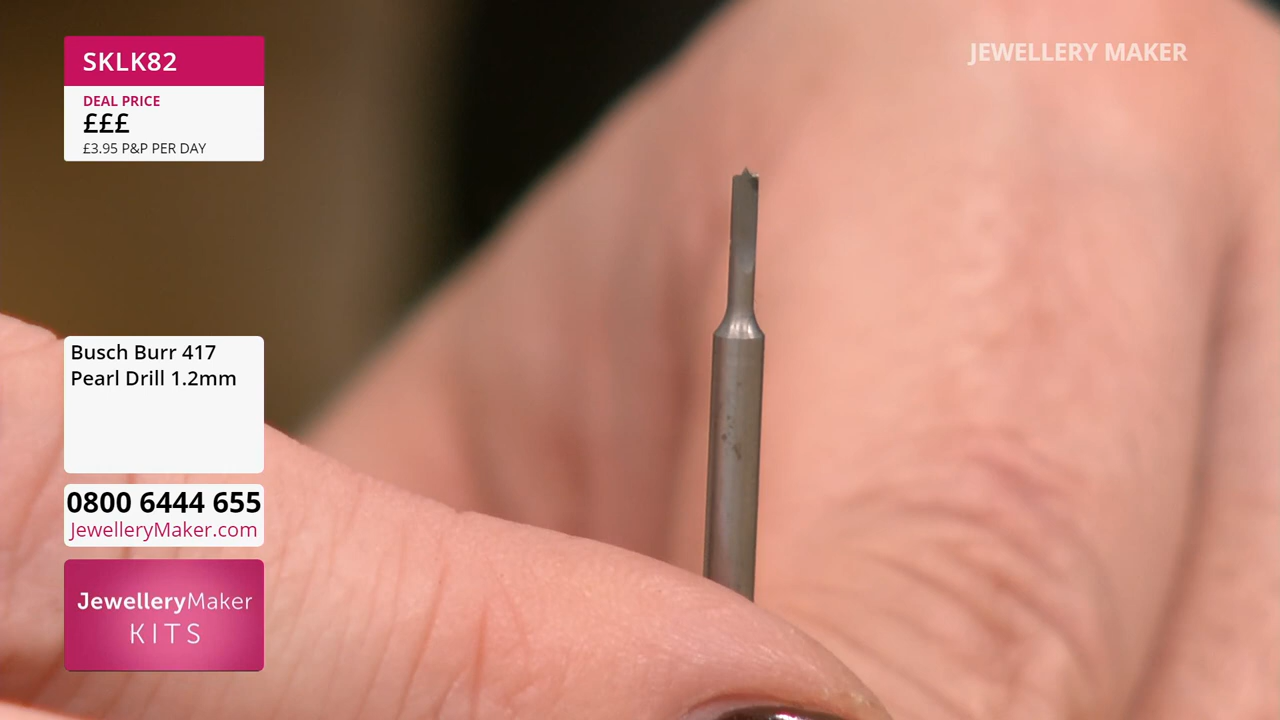 SKLK82
DEAL PRICE
£££
£3.95 P&P PER DAY
JEWELLERY MAKER
Busch Burr 417
Pearl Drill 1.2mm
0800 6444 655
JewelleryMaker.com
JewelleryMaker
KITS